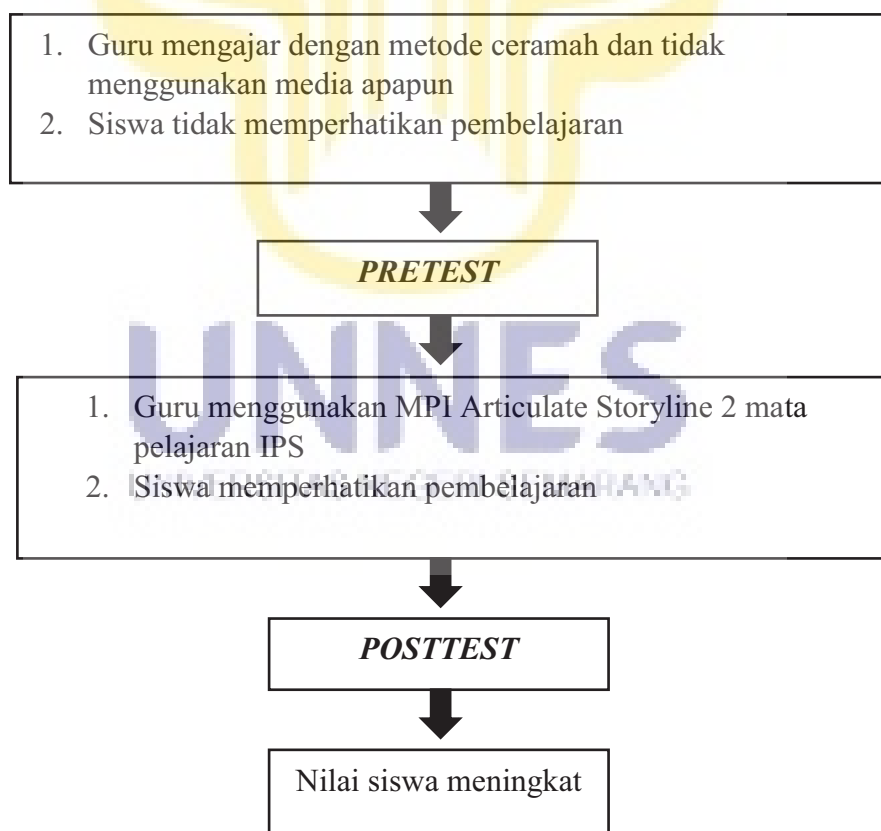 1. Guru mengajar dengan metode ceramah dan tidak
menggunakan media apapun
2. Siswa tidak memperhatikan pembelajaran
PRETEST
UNNES
1. Guru menggunakan MPI Articulate Storyline 2 mata
pelajaran IPS
2. Siswa memperhatikan pembelajaran
POSTTEST
Nilai siswa meningkat